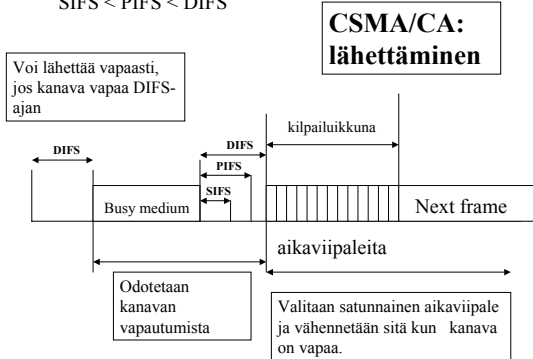 SIFS < PIFS < DIFS
CSMA/CA:
lähettäminen
Voi lähettää vapaasti,
jos kanava vapaa DIFS-
ajan
DIFS
DIFS
PIFS
SIFS
kilpailuikkuna
Busy medium
Next frame
aikaviipaleita
Odotetaan
kanavan
vapautumista
Valitaan satunnainen aikaviipale
ja vähennetään sitä kun kanava
on vapaa.